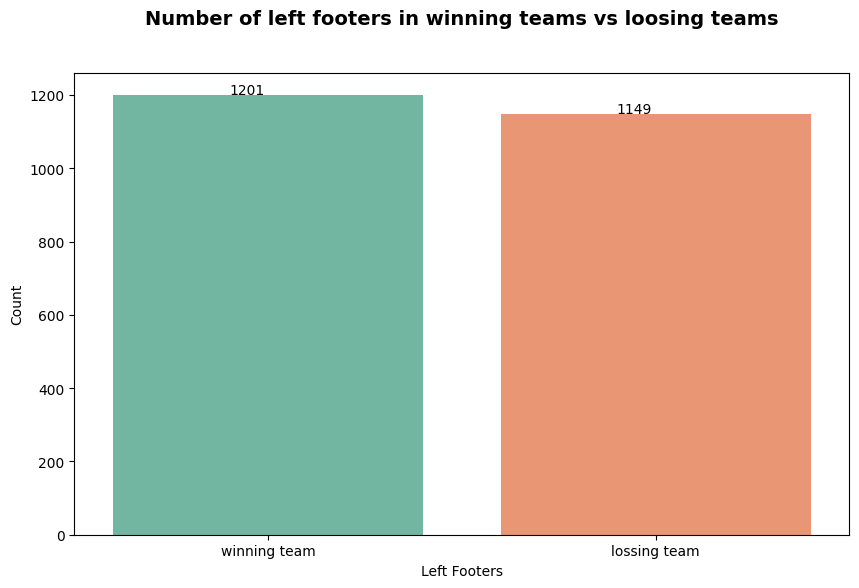 Number of left footers in winning teams vs loosing teams
1201
1149
1200
1000
800
600
400
200
0
Count
winning team
lossing team
Left Footers